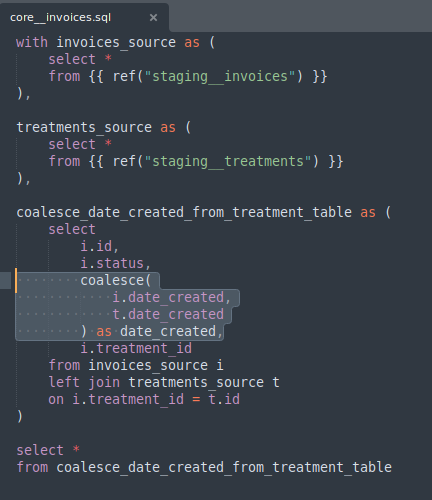 core__invoices.sql ×
with invoices_source as (
    select *
    from {{ ref("staging__invoices") }}
),

treatments_source as (
    select *
    from {{ ref("staging__treatments") }}
),

coalesce_date_created_from_treatment_table as (
    select
        i.id,
        i.status,
        coalesce(
            i.date_created,
            t.date_created
        ) as date_created,
        i.treatment_id
    from invoices_source i
    left join treatments_source t
    on i.treatment_id = t.id
)

select *
from coalesce_date_created_from_treatment_table